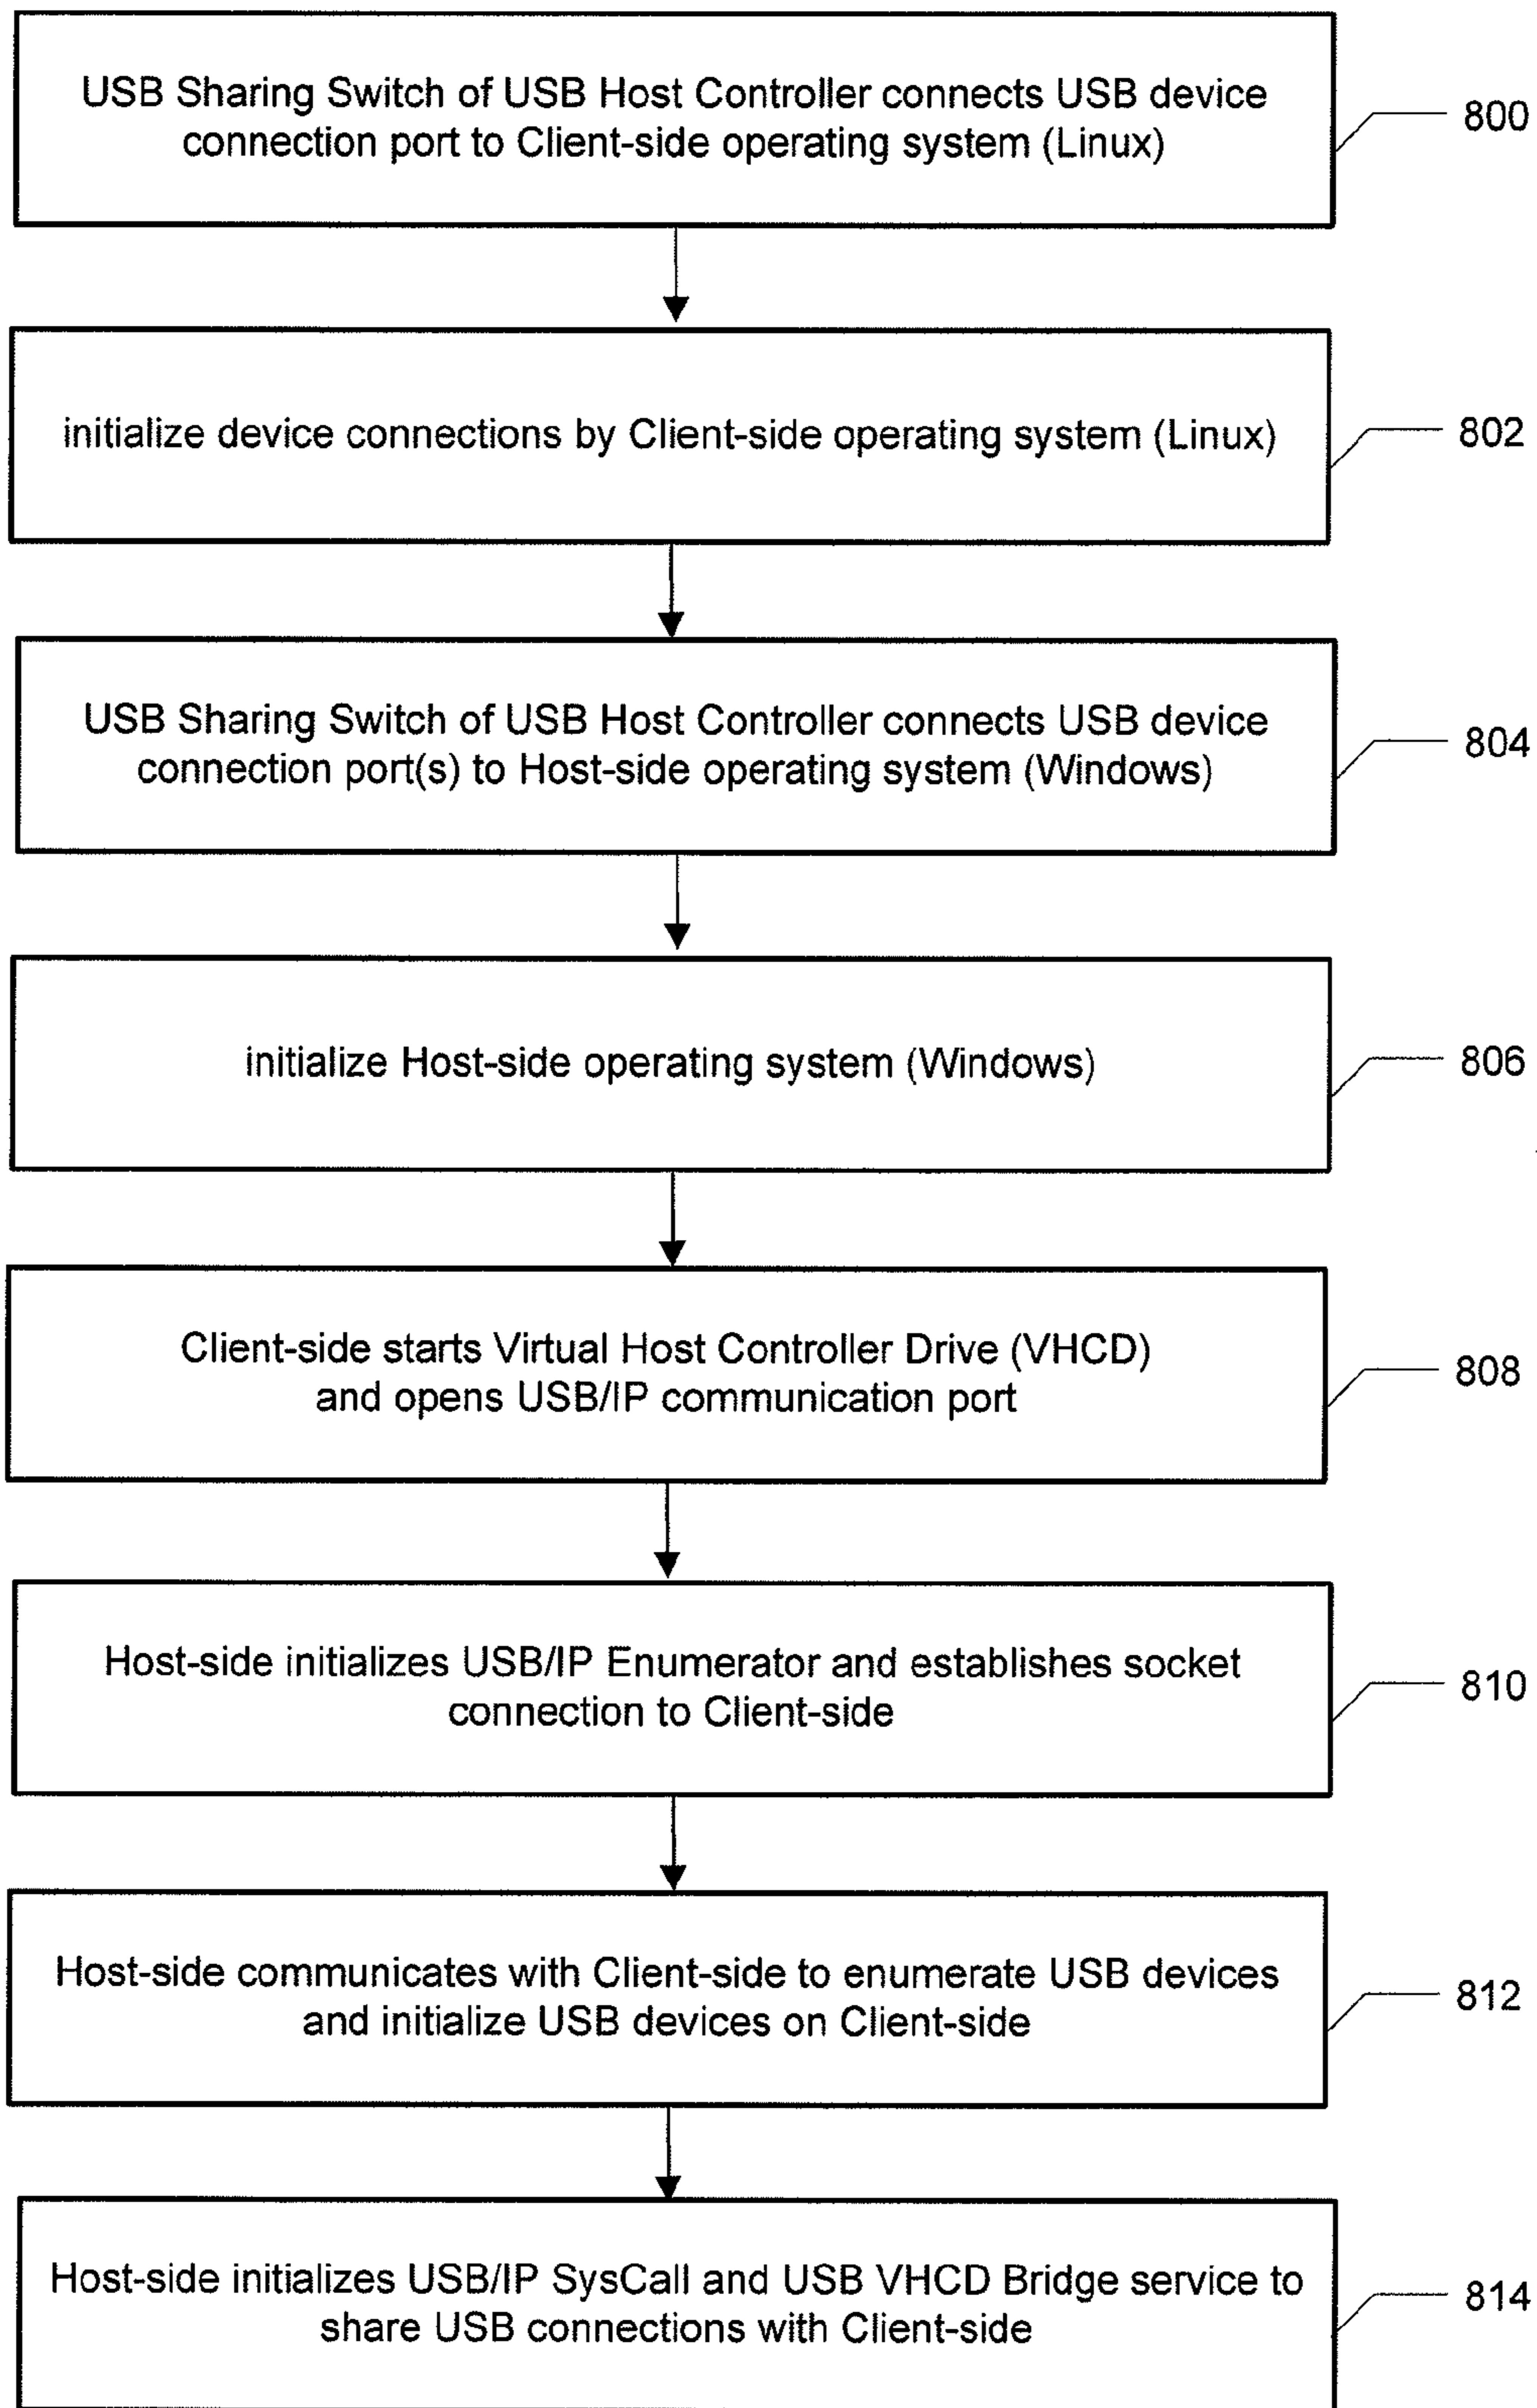 USB Sharing Switch of USB Host Controller connects USB device
connection port to Client-side operating system (Linux)
800
initialize device connections by Client-side operating system (Linux)
802
USB Sharing Switch of USB Host Controller connects USB device
connection port(s) to Host-side operating system (Windows)
804
initialize Host-side operating system (Windows)
806
Client-side starts Virtual Host Controller Drive (VHCD)
and opens USB/IP communication port
808
Host-side initializes USB/IP Enumerator and establishes socket
connection to Client-side
810
Host-side communicates with Client-side to enumerate USB devices
and initialize USB devices on Client-side
812
Host-side initializes USB/IP SysCall and USB VHCD Bridge service to
share USB connections with Client-side
814